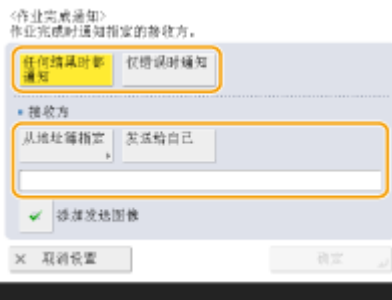 <作业完成通知>
作业完成时通知指定的接收方。
任何结果时都
通知
仅错误时通知
接收方
从地址簿指定
发送给自己
添加发送图像
× 取消设置
确定